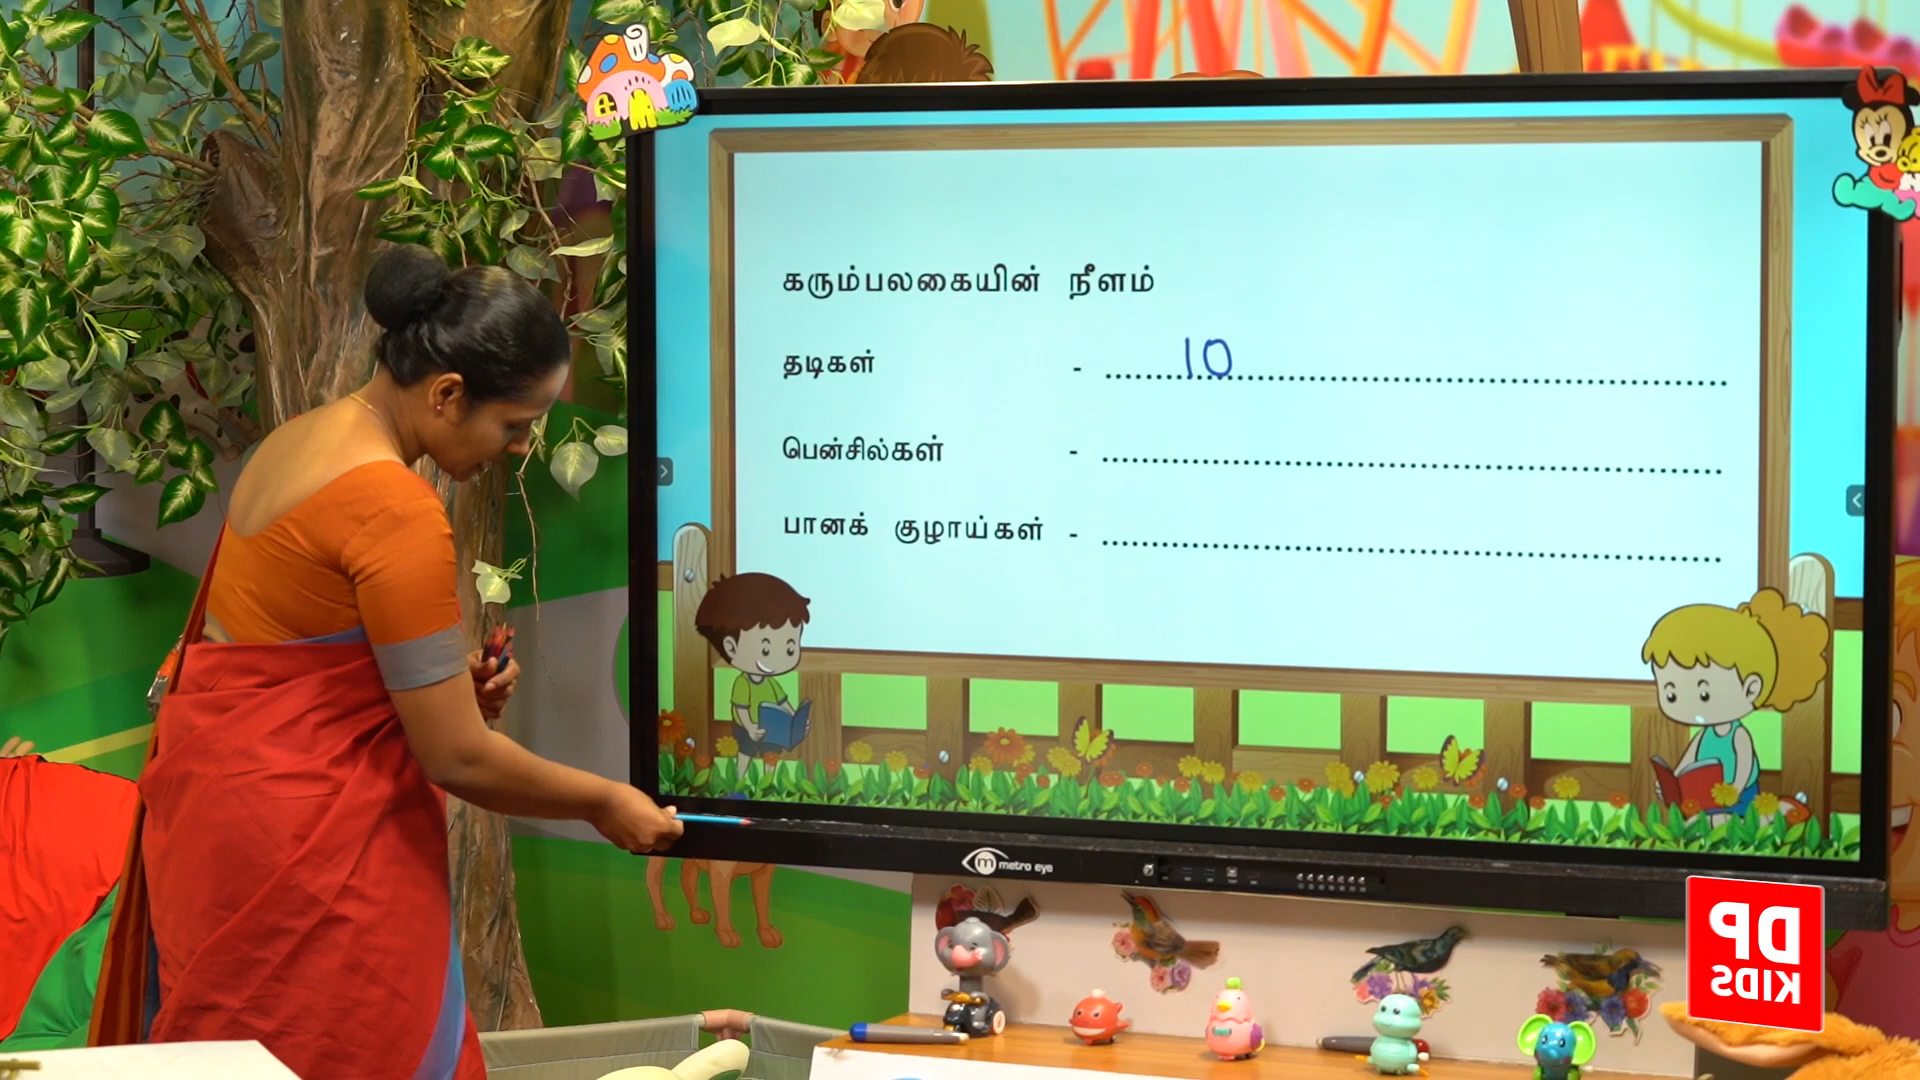 கரும்பலகையின் நீளம்
தடிகள் - 10
பென்சில்கள் - 
பானக் குழாய்கள் - 
metro eye
DP
KIDS